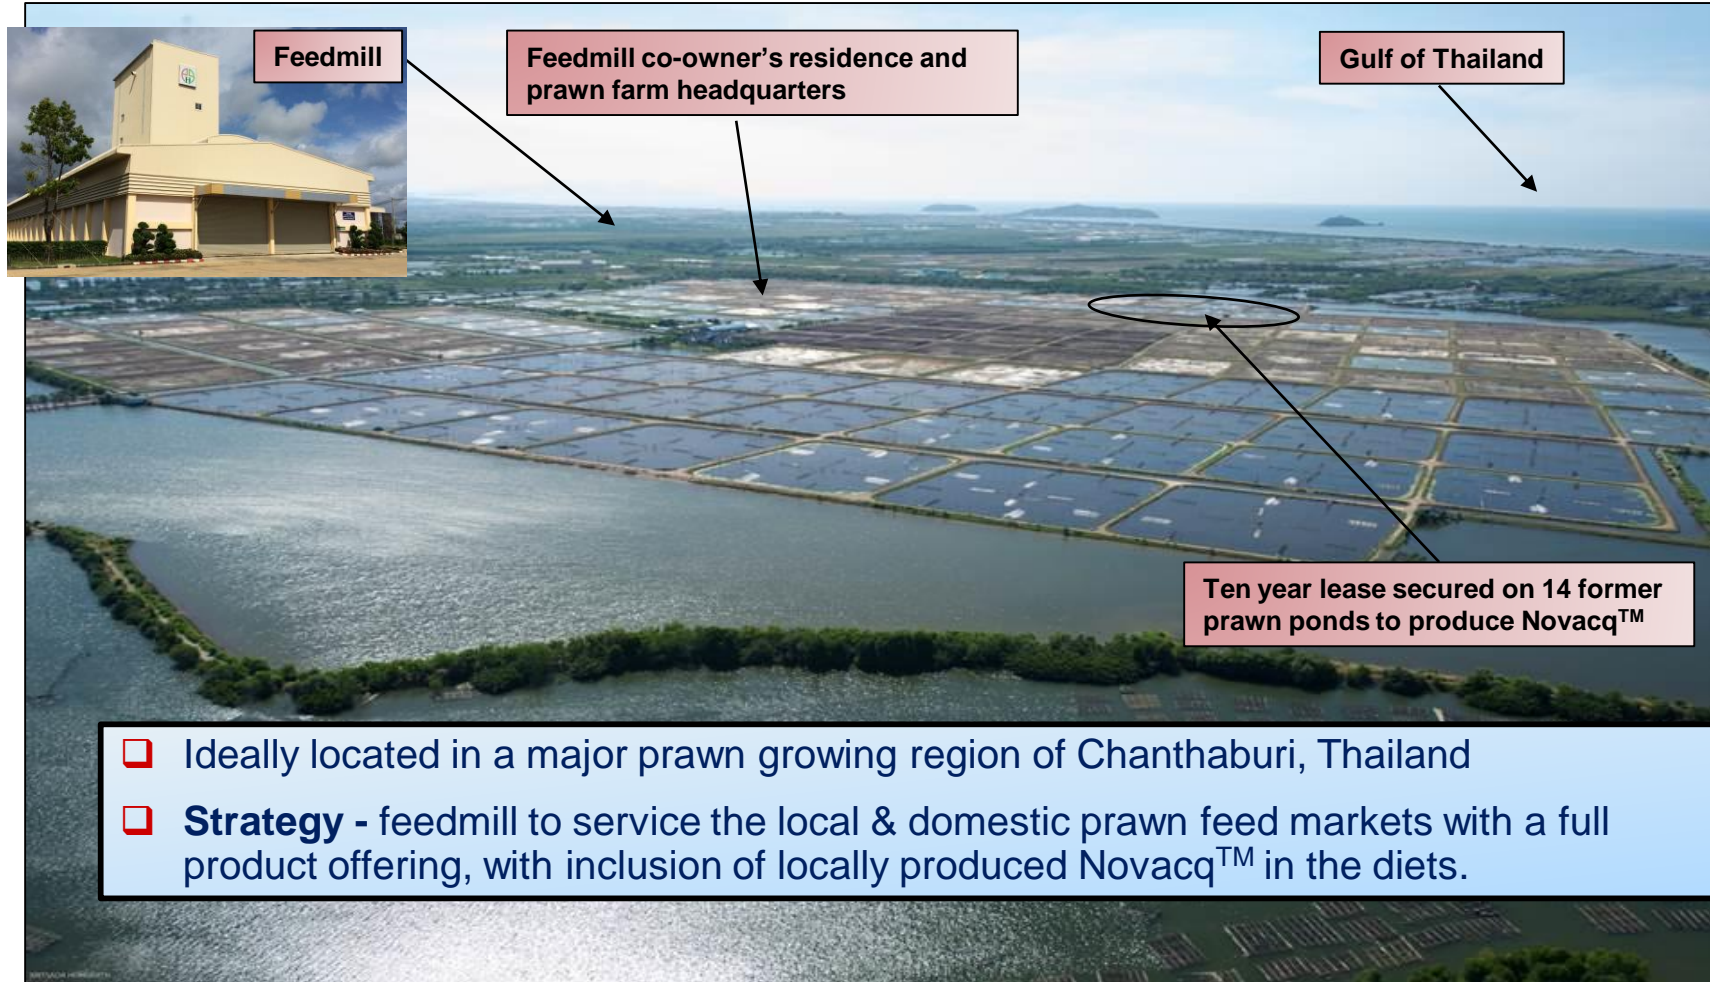 Feedmill
Feedmill co-owner’s residence and
prawn farm headquarters
Gulf of Thailand
Ten year lease secured on 14 former
prawn ponds to produce Novacq™
Ideally located in a major prawn growing region of Chanthaburi, Thailand
Strategy - feedmill to service the local & domestic prawn feed markets with a full
product offering, with inclusion of locally produced Novacq™ in the diets.